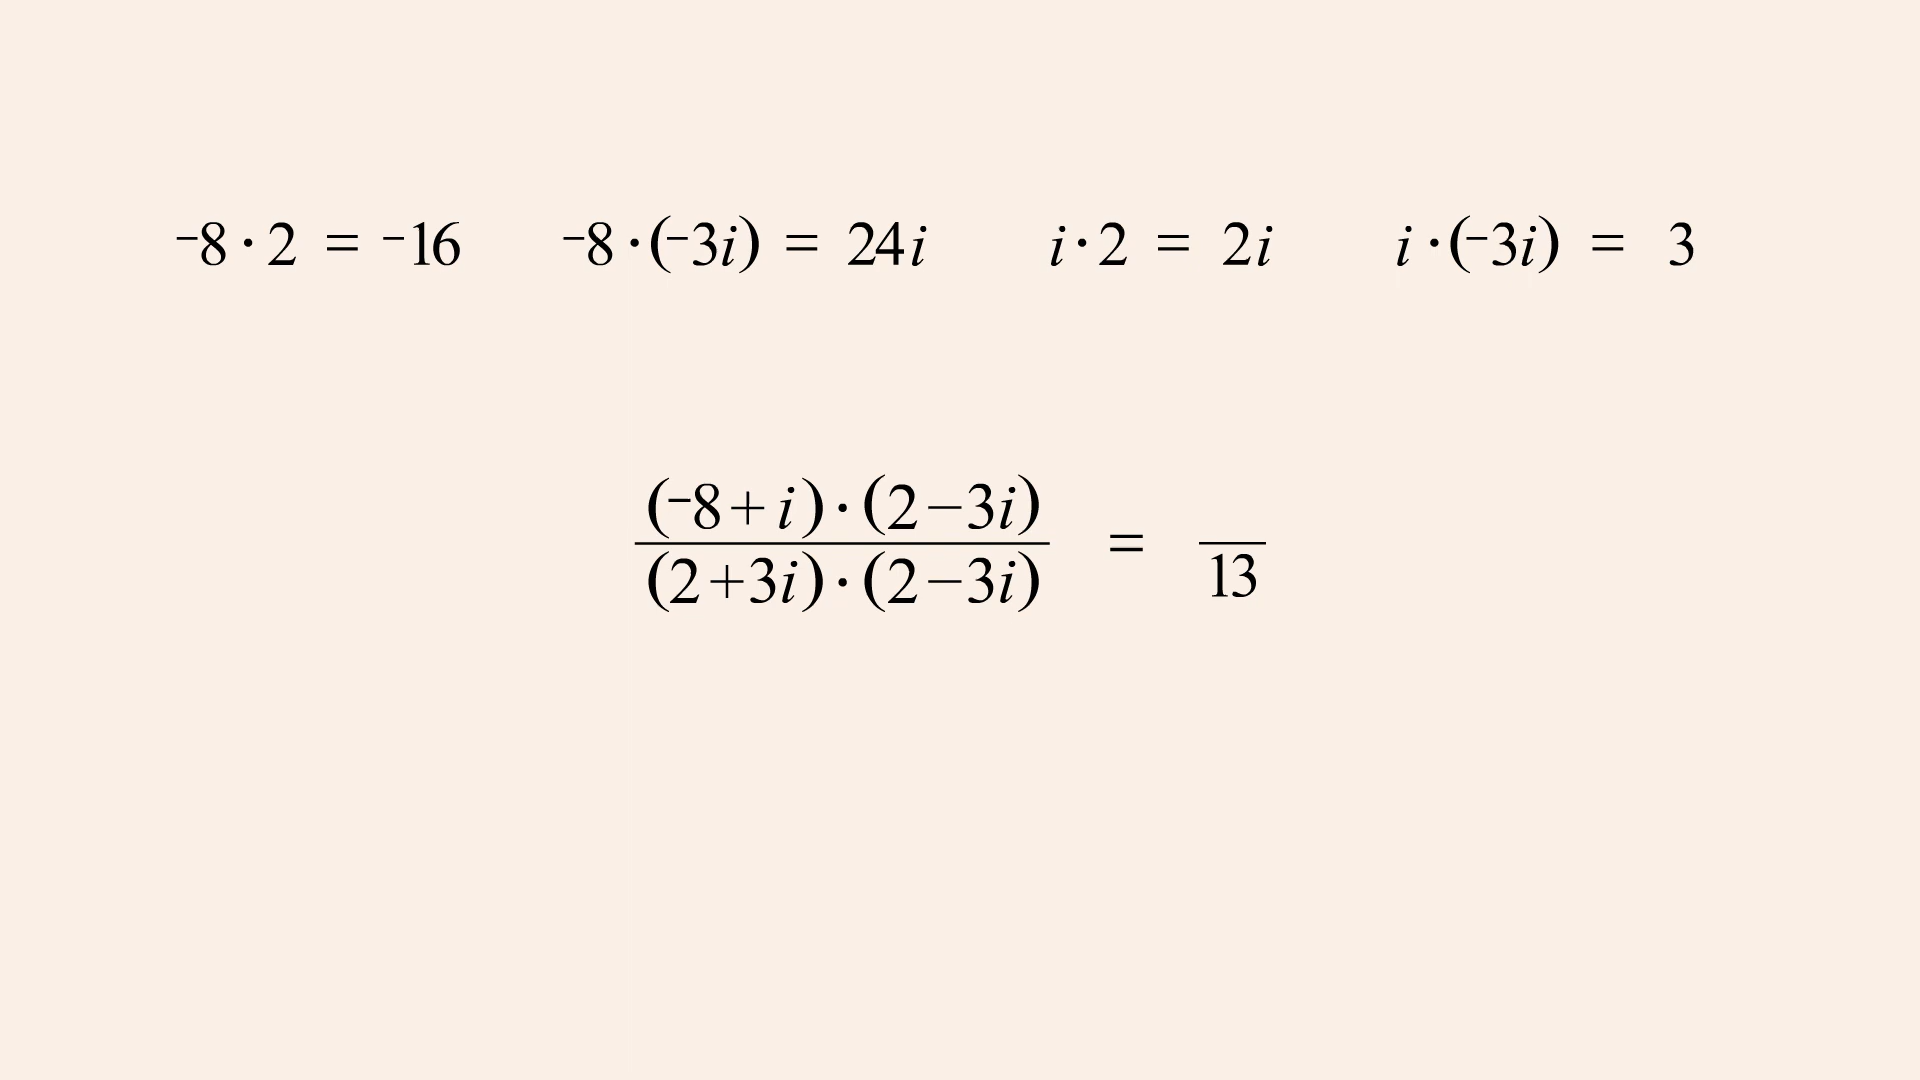 ⁻8 · 2 = ⁻16 ⁻8 · (⁻3i) = 24i i · 2 = 2i i · (⁻3i) = 3
(⁻8 + i) · (2 − 3i)
=
(2 + 3i) · (2 − 3i) 13